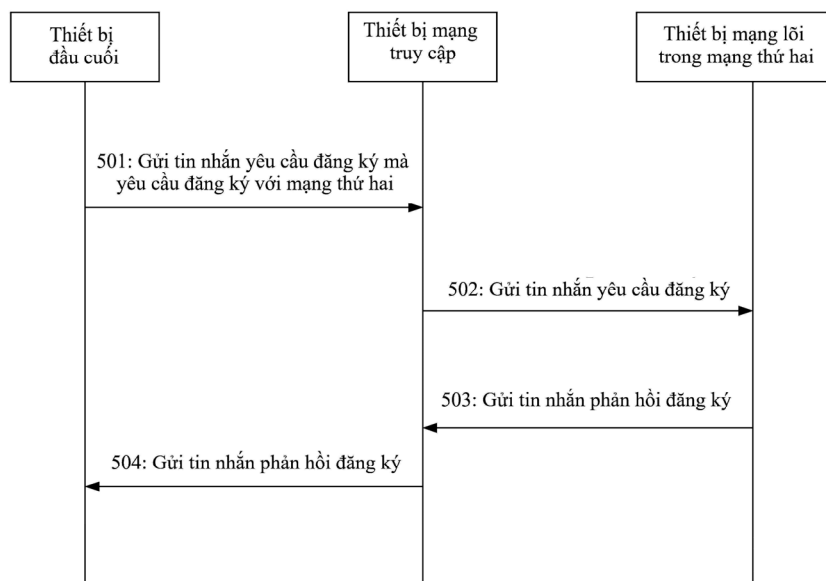 Thiết bị
đầu cuối
Thiết bị mạng
truy cập
Thiết bị mạng lõi
trong mạng thứ hai
501: Gửi tin nhắn yêu cầu đăng ký mà
yêu cầu đăng ký với mạng thứ hai
502: Gửi tin nhắn yêu cầu đăng ký
503: Gửi tin nhắn phản hồi đăng ký
504: Gửi tin nhắn phản hồi đăng ký